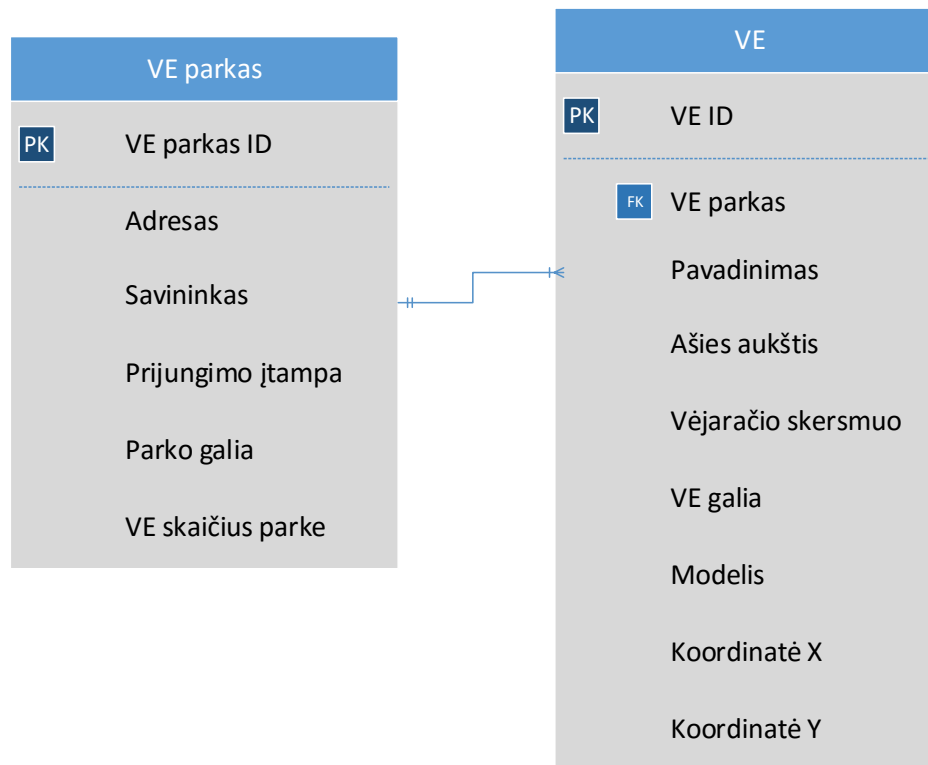 VE parkas
PK VE parkas ID
Adresas
Savininkas
Prijungimo įtampa
Parko galia
VE skaičius parke
VE
PK VE ID
FK VE parkas
Pavadinimas
Ašies aukštis
Vėjaračio skersmuo
VE galia
Modelis
Koordinatė X
Koordinatė Y